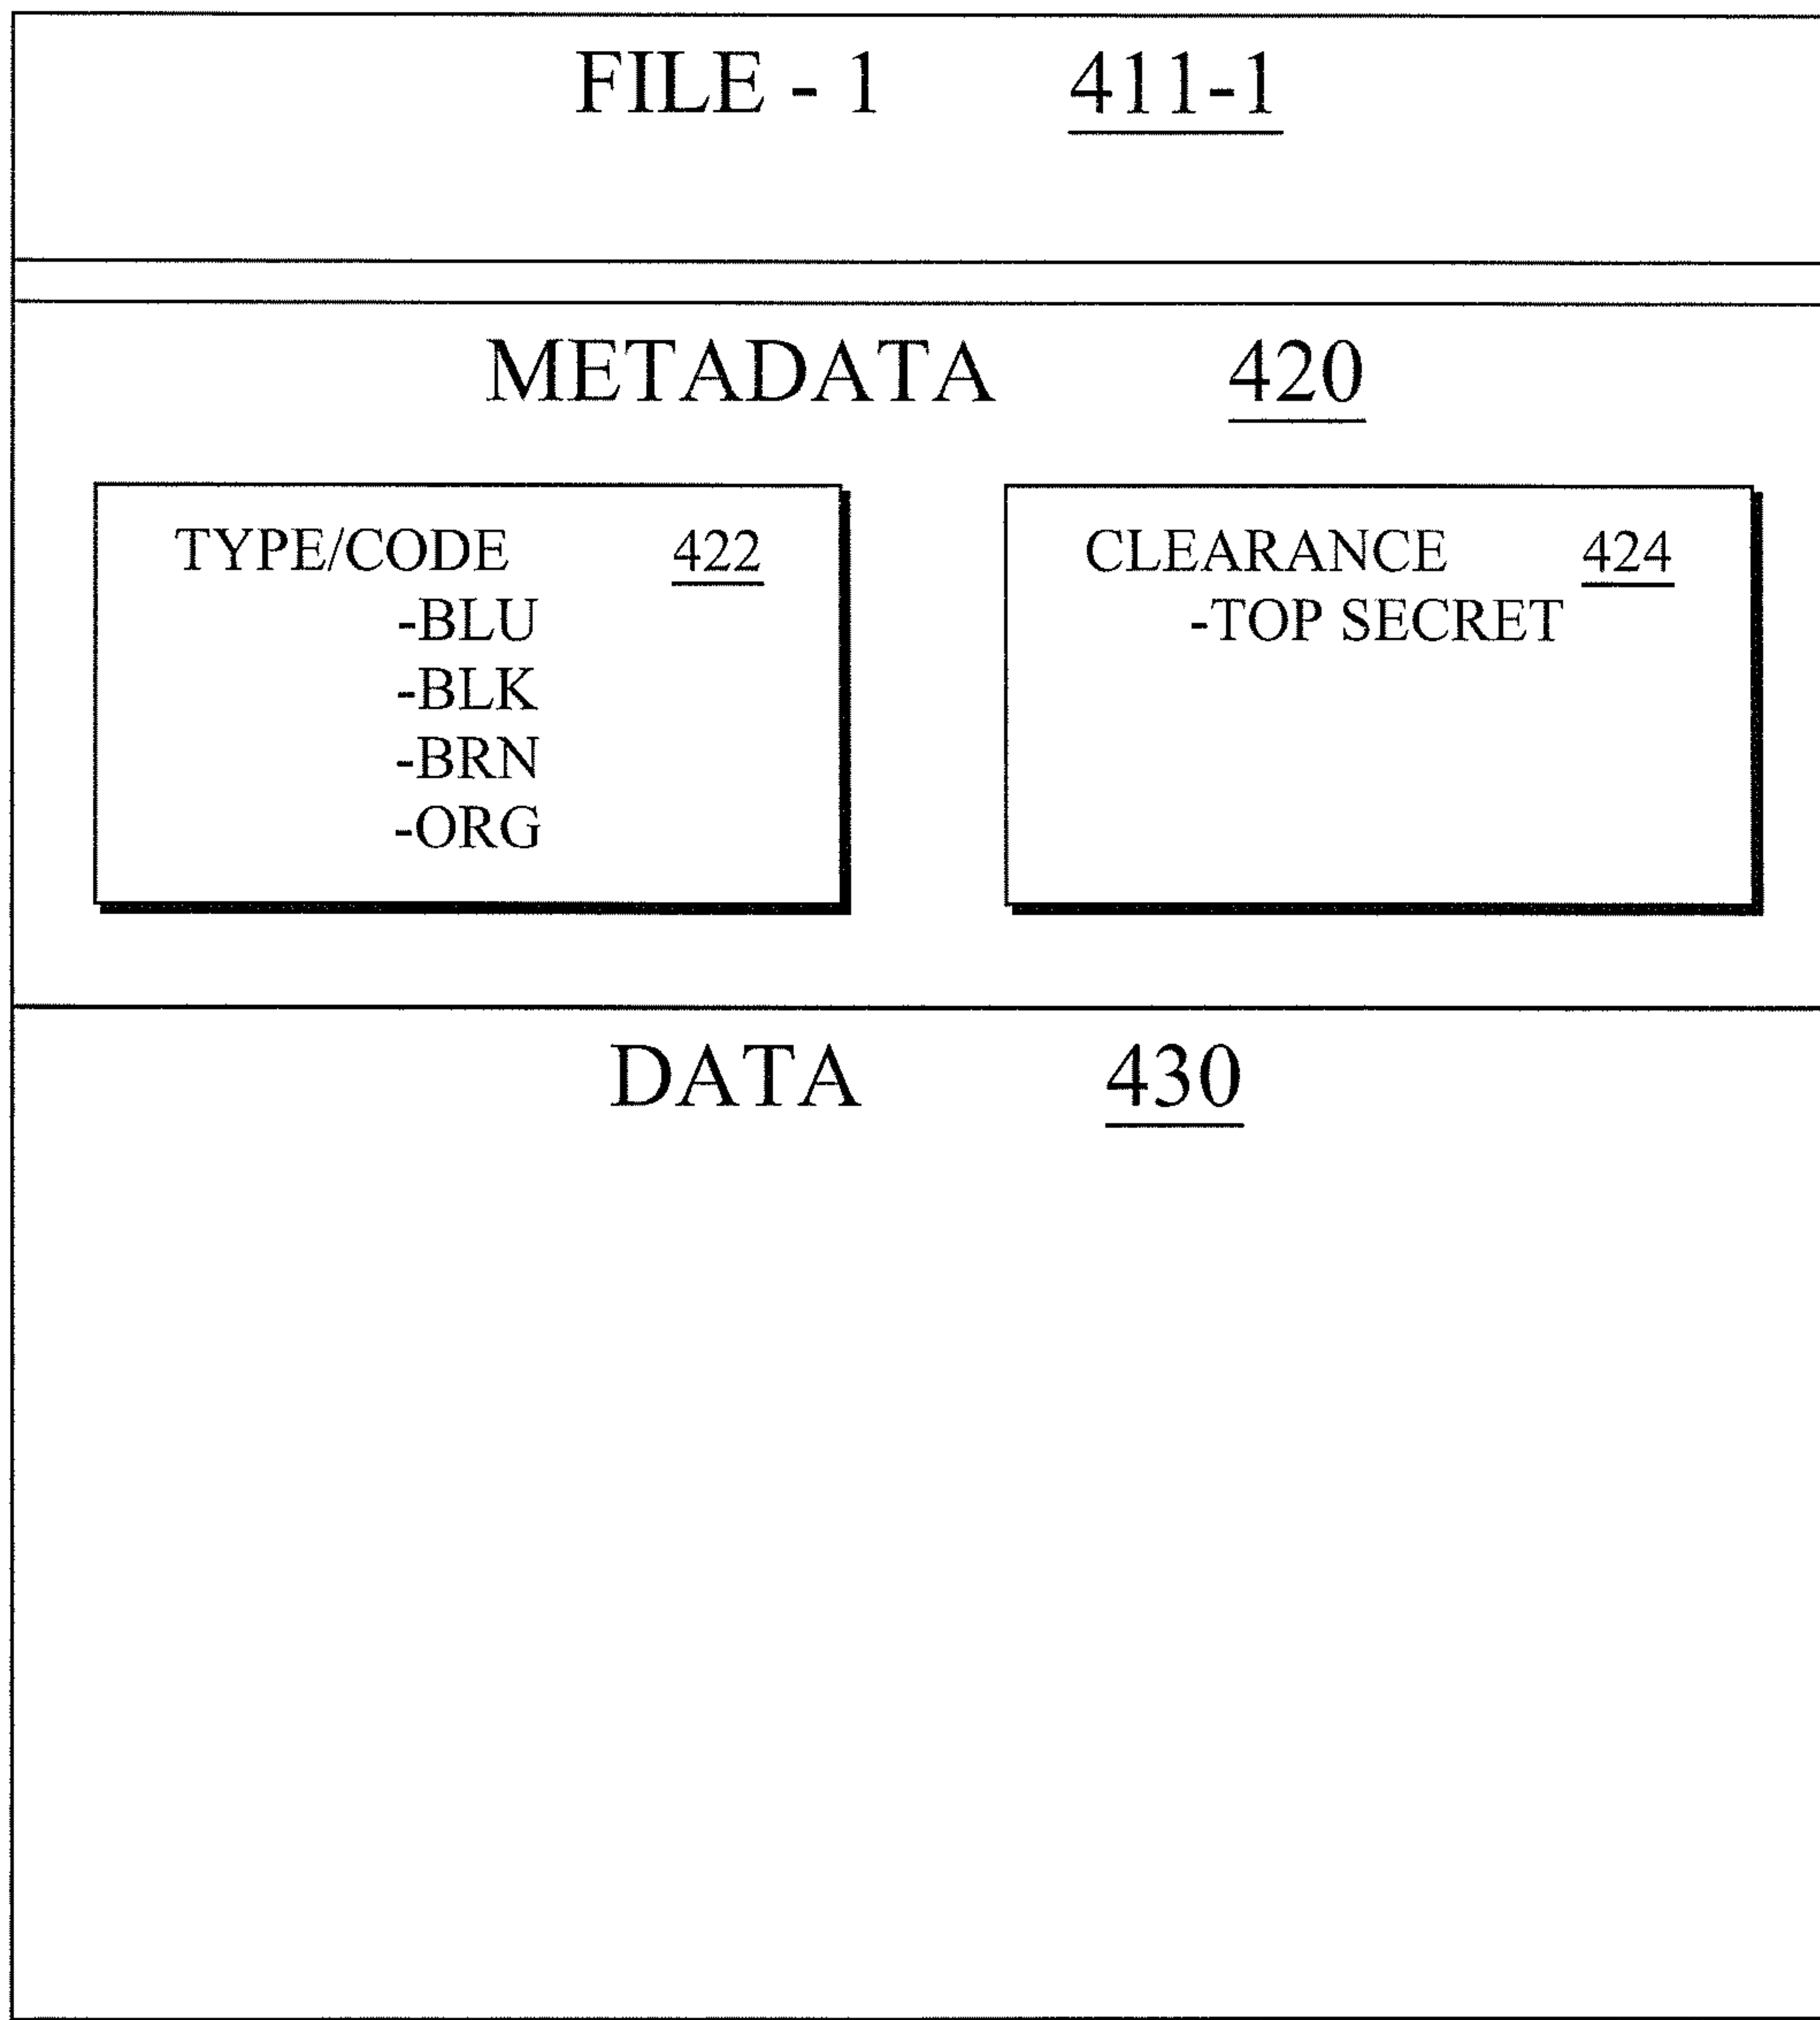 FILE - 1 411-1
METADATA 420
TYPE/CODE 422
-BLU
-BLK
-BRN
-ORG
CLEARANCE 424
-TOP SECRET
DATA 430